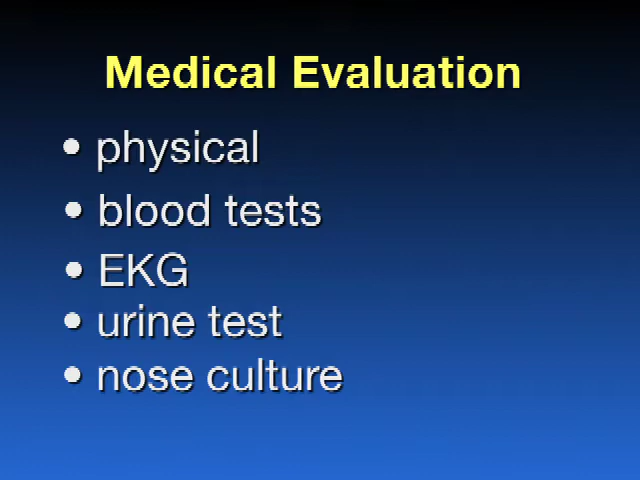 Medical Evaluation
• physical
• blood tests
• EKG
• urine test
• nose culture